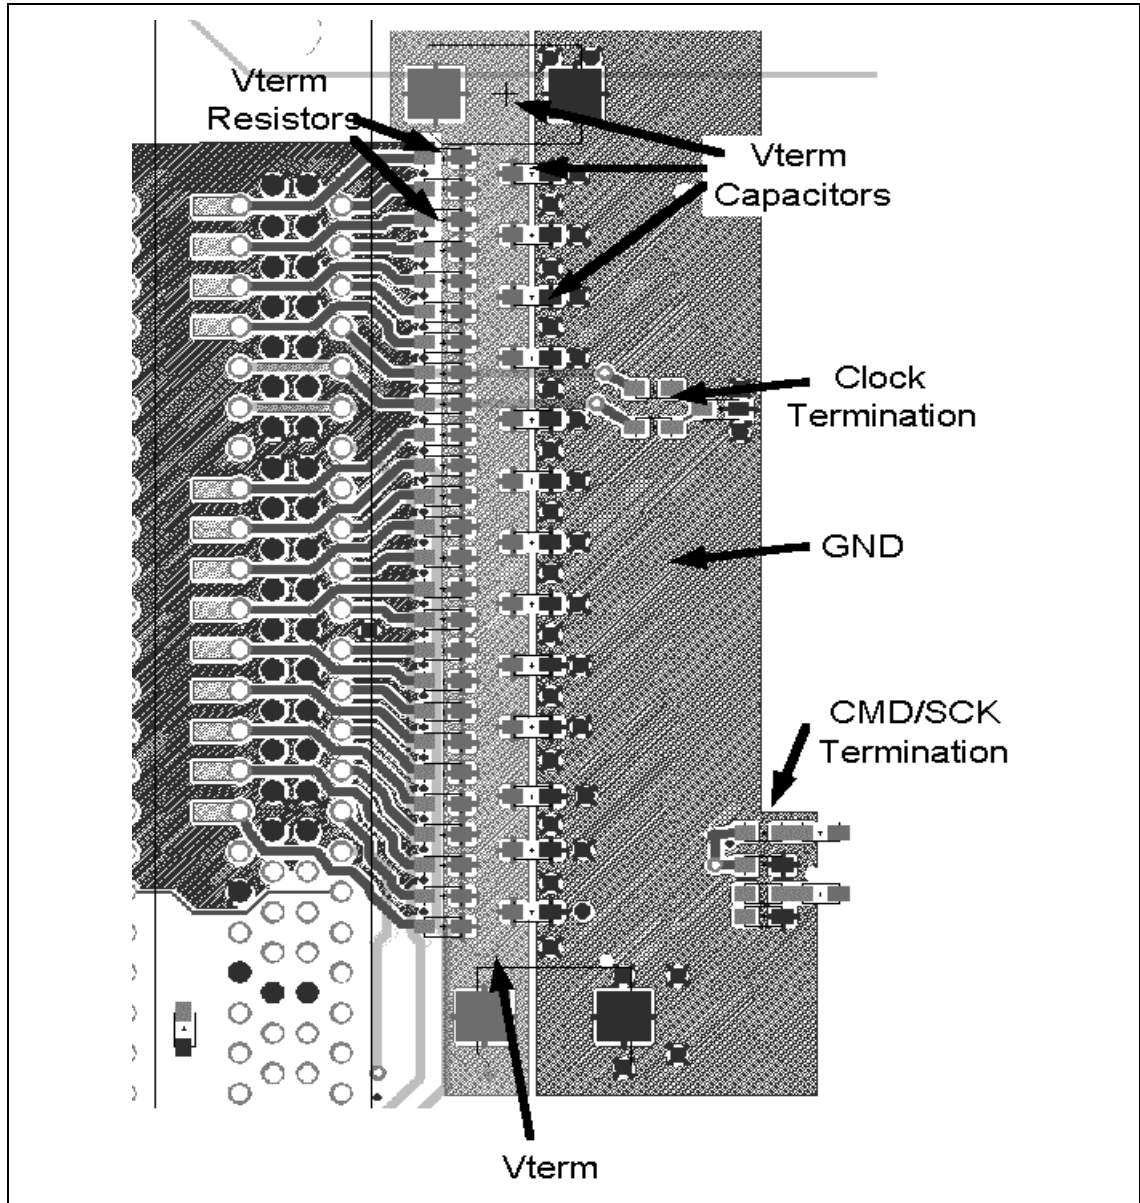 Vterm
Resistors
Vterm
Capacitors
Clock
Termination
GND
CMD/SCK
Termination
Vterm